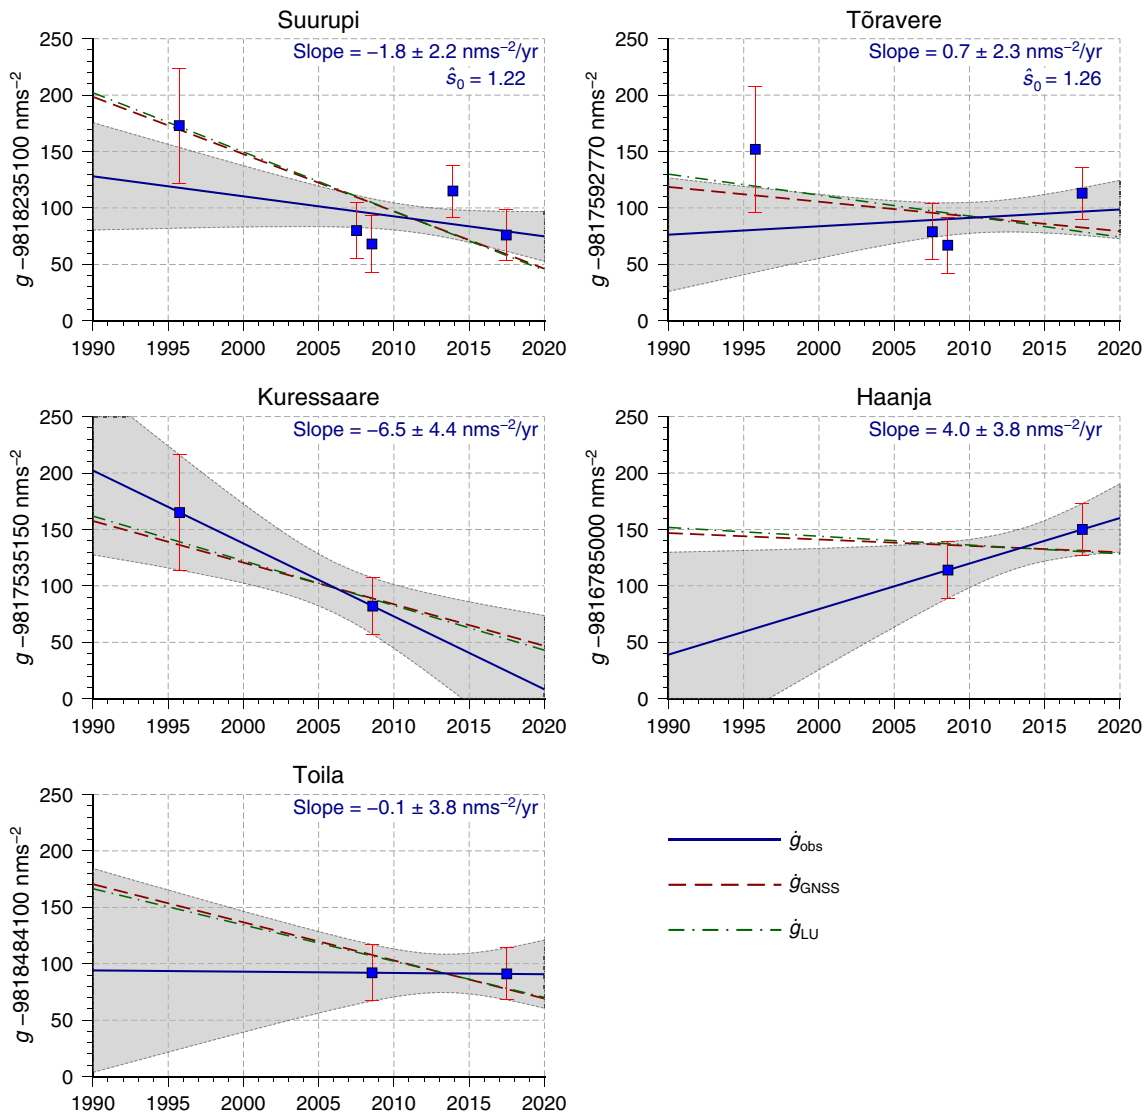 Suurupi
Slope = −1.8 ± 2.2 nms⁻²/yr
ŝ₀ = 1.22
g −9818235100 nms⁻²
250
200
150
100
50
0
1990 1995 2000 2005 2010 2015 2020
Tõravere
Slope = 0.7 ± 2.3 nms⁻²/yr
ŝ₀ = 1.26
g −9817592770 nms⁻²
250
200
150
100
50
0
1990 1995 2000 2005 2010 2015 2020
Kuressaare
Slope = −6.5 ± 4.4 nms⁻²/yr
g −9817535150 nms⁻²
250
200
150
100
50
0
1990 1995 2000 2005 2010 2015 2020
Haanja
Slope = 4.0 ± 3.8 nms⁻²/yr
g −9816785000 nms⁻²
250
200
150
100
50
0
1990 1995 2000 2005 2010 2015 2020
Toila
Slope = −0.1 ± 3.8 nms⁻²/yr
g −9818484100 nms⁻²
250
200
150
100
50
0
1990 1995 2000 2005 2010 2015 2020
ġobs
ġGNSS
ġLU